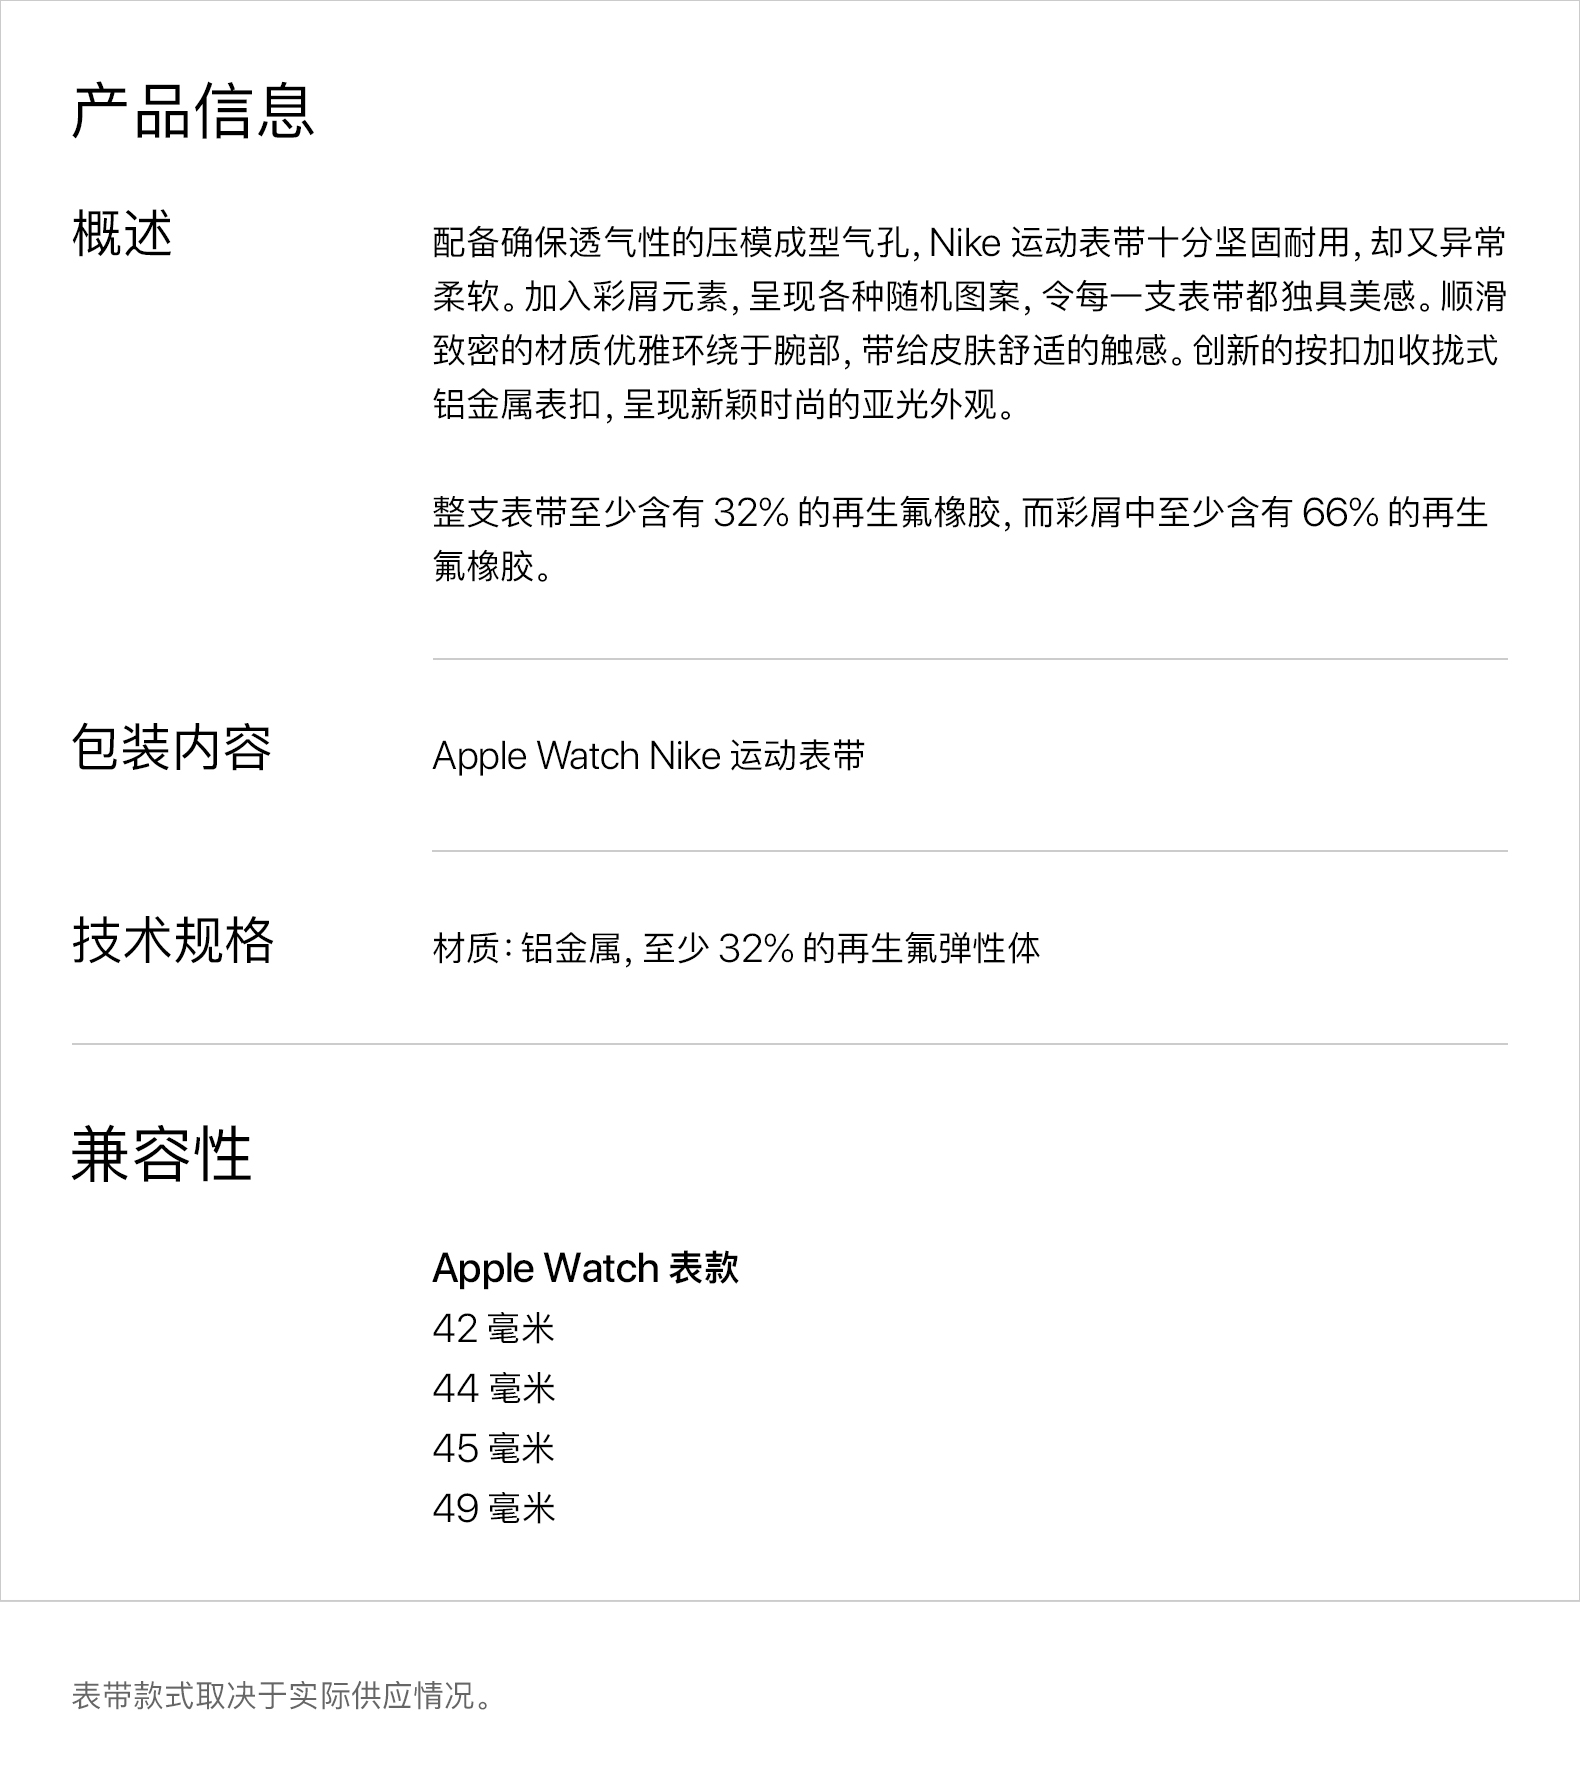 产品信息
概述
配备确保透气性的压模成型气孔，Nike 运动表带十分坚固耐用，却又异常
柔软。加入彩屑元素，呈现各种随机图案，令每一支表带都独具美感。顺滑
致密的材质优雅环绕于腕部，带给皮肤舒适的触感。创新的按扣加收拢式
铝金属表扣，呈现新颖时尚的亚光外观。
整支表带至少含有 32% 的再生氟橡胶，而彩屑中至少含有 66% 的再生
氟橡胶。
包装内容
Apple Watch Nike 运动表带
技术规格
材质：铝金属，至少 32% 的再生氟弹性体
兼容性
Apple Watch 表款
42 毫米
44 毫米
45 毫米
49 毫米
表带款式取决于实际供应情况。